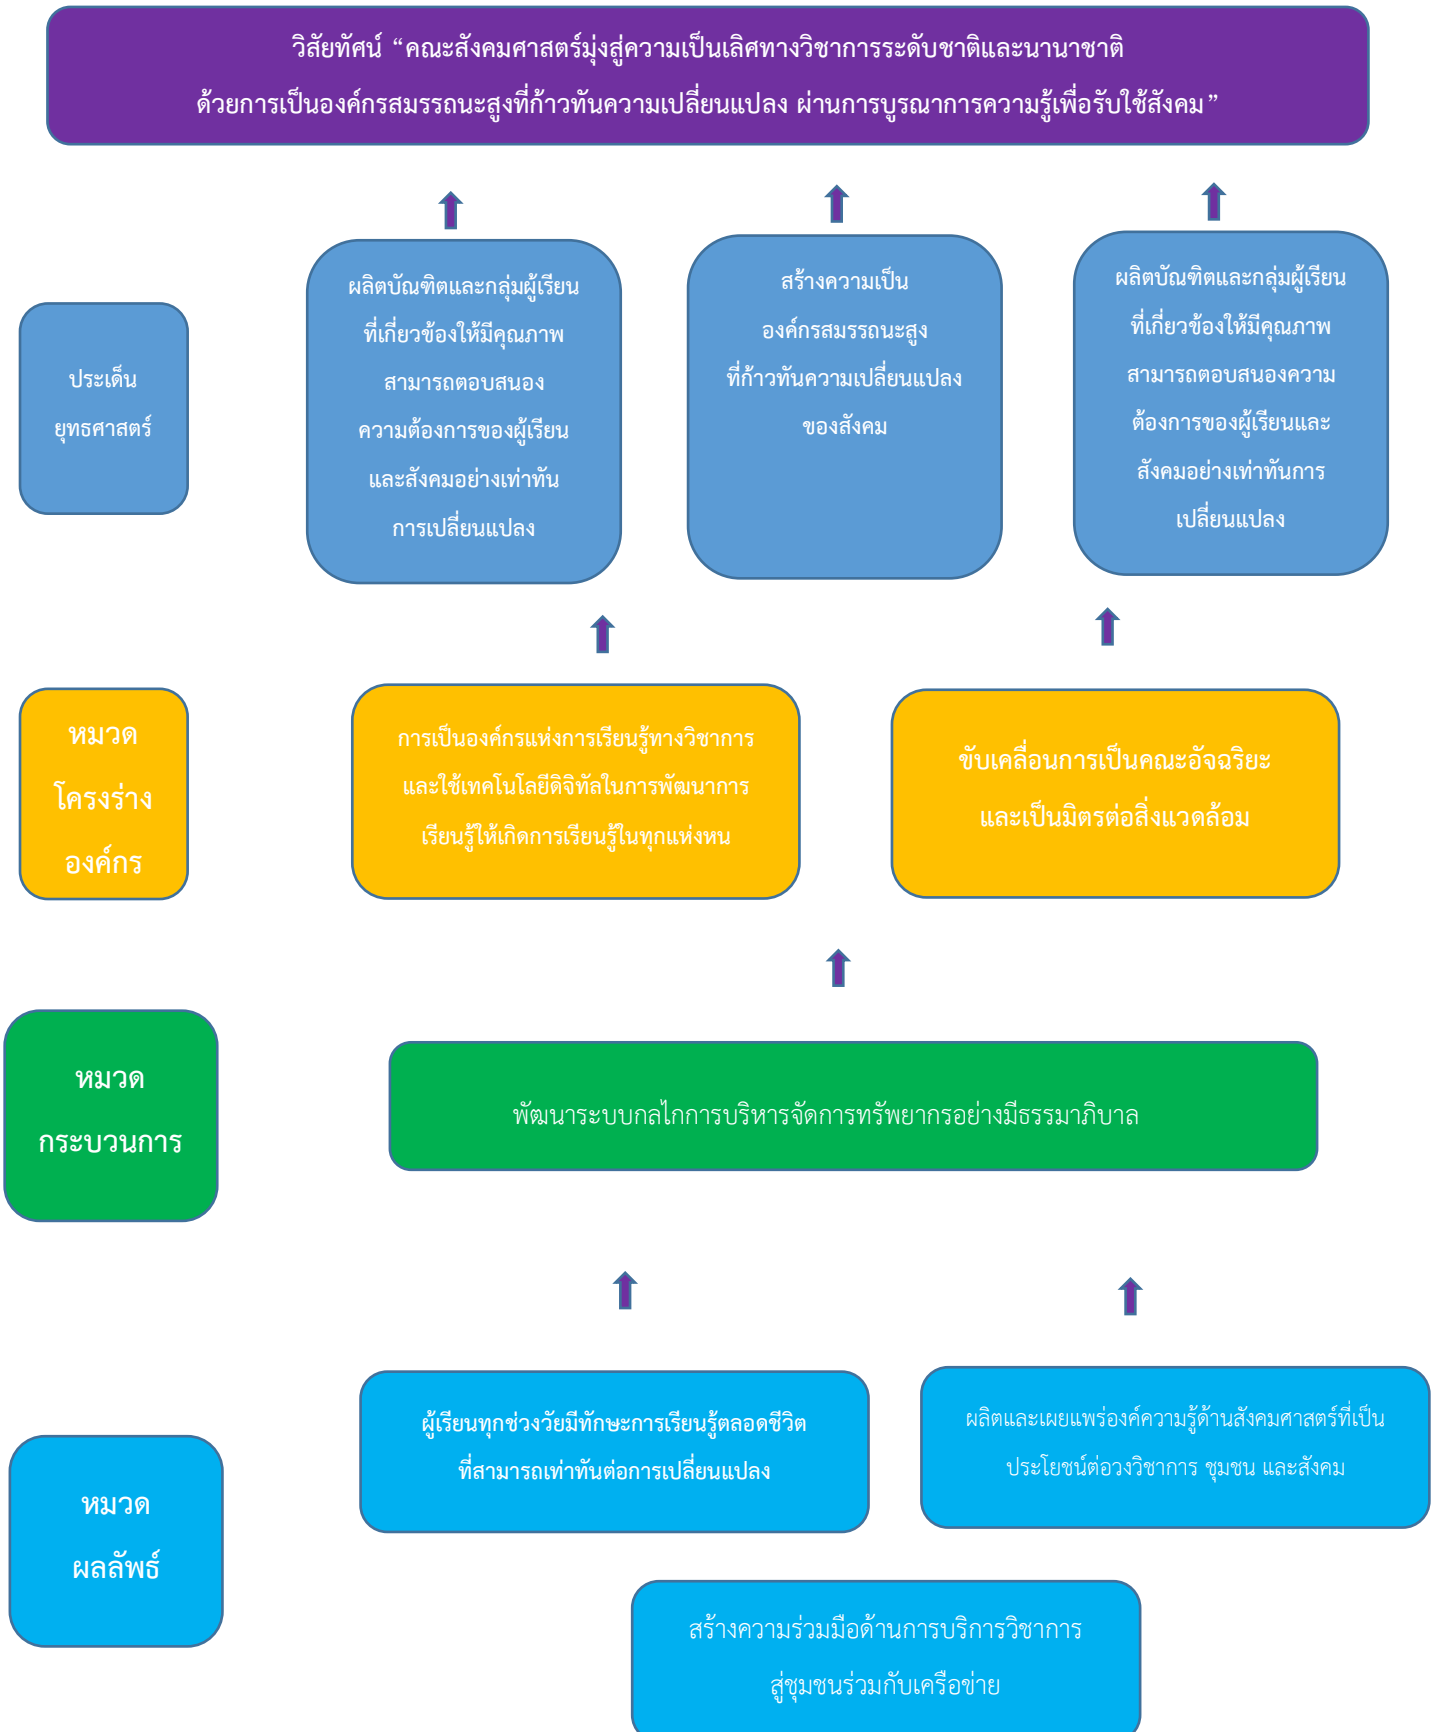 วิสัยทัศน์ “คณะสังคมศาสตร์มุ่งสู่ความเป็นเลิศทางวิชาการระดับชาติและนานาชาติ
ด้วยการเป็นองค์กรสมรรถนะสูงที่ก้าวทันความเปลี่ยนแปลง ผ่านการบูรณาการความรู้เพื่อรับใช้สังคม”
ประเด็น
ยุทธศาสตร์
ผลิตบัณฑิตและกลุ่มผู้เรียน
ที่เกี่ยวข้องให้มีคุณภาพ
สามารถตอบสนอง
ความต้องการของผู้เรียน
และสังคมอย่างเท่าทัน
การเปลี่ยนแปลง
สร้างความเป็น
องค์กรสมรรถนะสูง
ที่ก้าวทันความเปลี่ยนแปลง
ของสังคม
ผลิตบัณฑิตและกลุ่มผู้เรียน
ที่เกี่ยวข้องให้มีคุณภาพ
สามารถตอบสนองความ
ต้องการของผู้เรียนและ
สังคมอย่างเท่าทันการ
เปลี่ยนแปลง
หมวด
โครงร่าง
องค์กร
การเป็นองค์กรแห่งการเรียนรู้ทางวิชาการ
และใช้เทคโนโลยีดิจิทัลในการพัฒนาการ
เรียนรู้ให้เกิดการเรียนรู้ในทุกแห่งหน
ขับเคลื่อนการเป็นคณะอัจฉริยะ
และเป็นมิตรต่อสิ่งแวดล้อม
หมวด
กระบวนการ
พัฒนาระบบกลไกการบริหารจัดการทรัพยากรอย่างมีธรรมาภิบาล
หมวด
ผลลัพธ์
ผู้เรียนทุกช่วงวัยมีทักษะการเรียนรู้ตลอดชีวิต
ที่สามารถเท่าทันต่อการเปลี่ยนแปลง
ผลิตและเผยแพร่องค์ความรู้ด้านสังคมศาสตร์ที่เป็น
ประโยชน์ต่อวงวิชาการ ชุมชน และสังคม
สร้างความร่วมมือด้านการบริการวิชาการ
สู่ชุมชนร่วมกับเครือข่าย